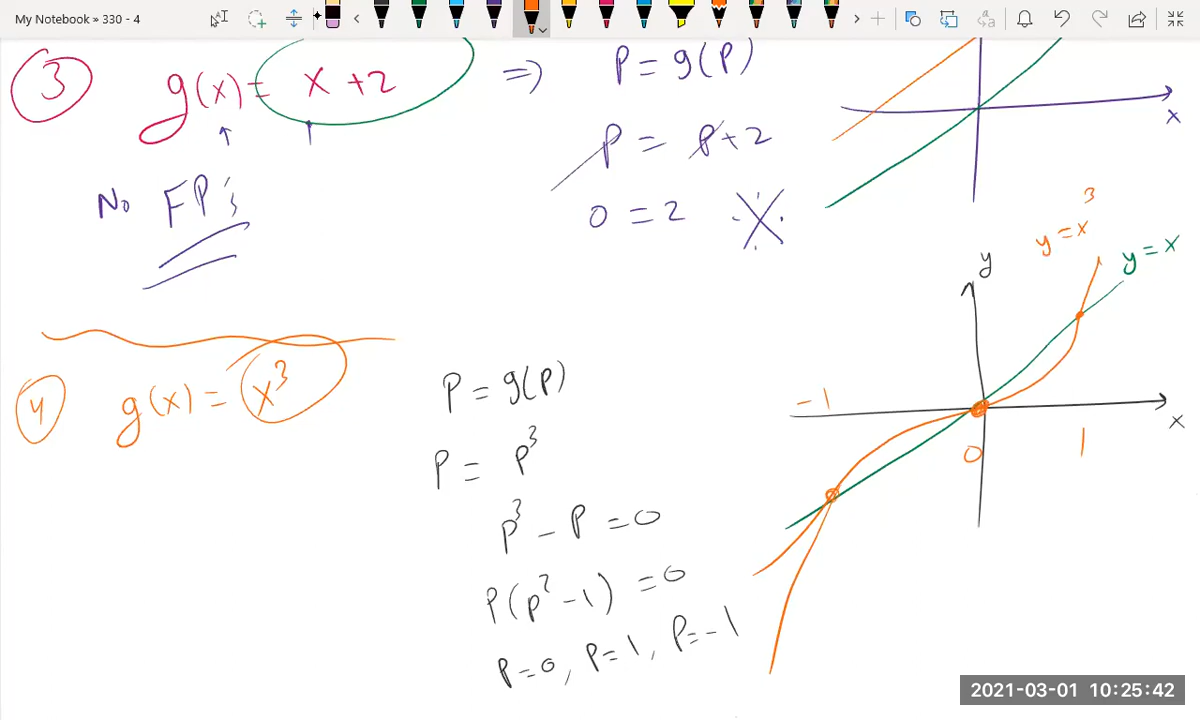 My Notebook » 330 - 4
③ g(x) = x + 2 ⇒ P = g(P)
P = P + 2
0 = 2 X
No FP's
x
y = x³
y = x
y
x
-1
0
1
④ g(x) = x³
P = g(P)
P = P³
P³ - P = 0
P(P² - 1) = 0
P = 0, P = 1, P = -1
2021-03-01 10:25:42